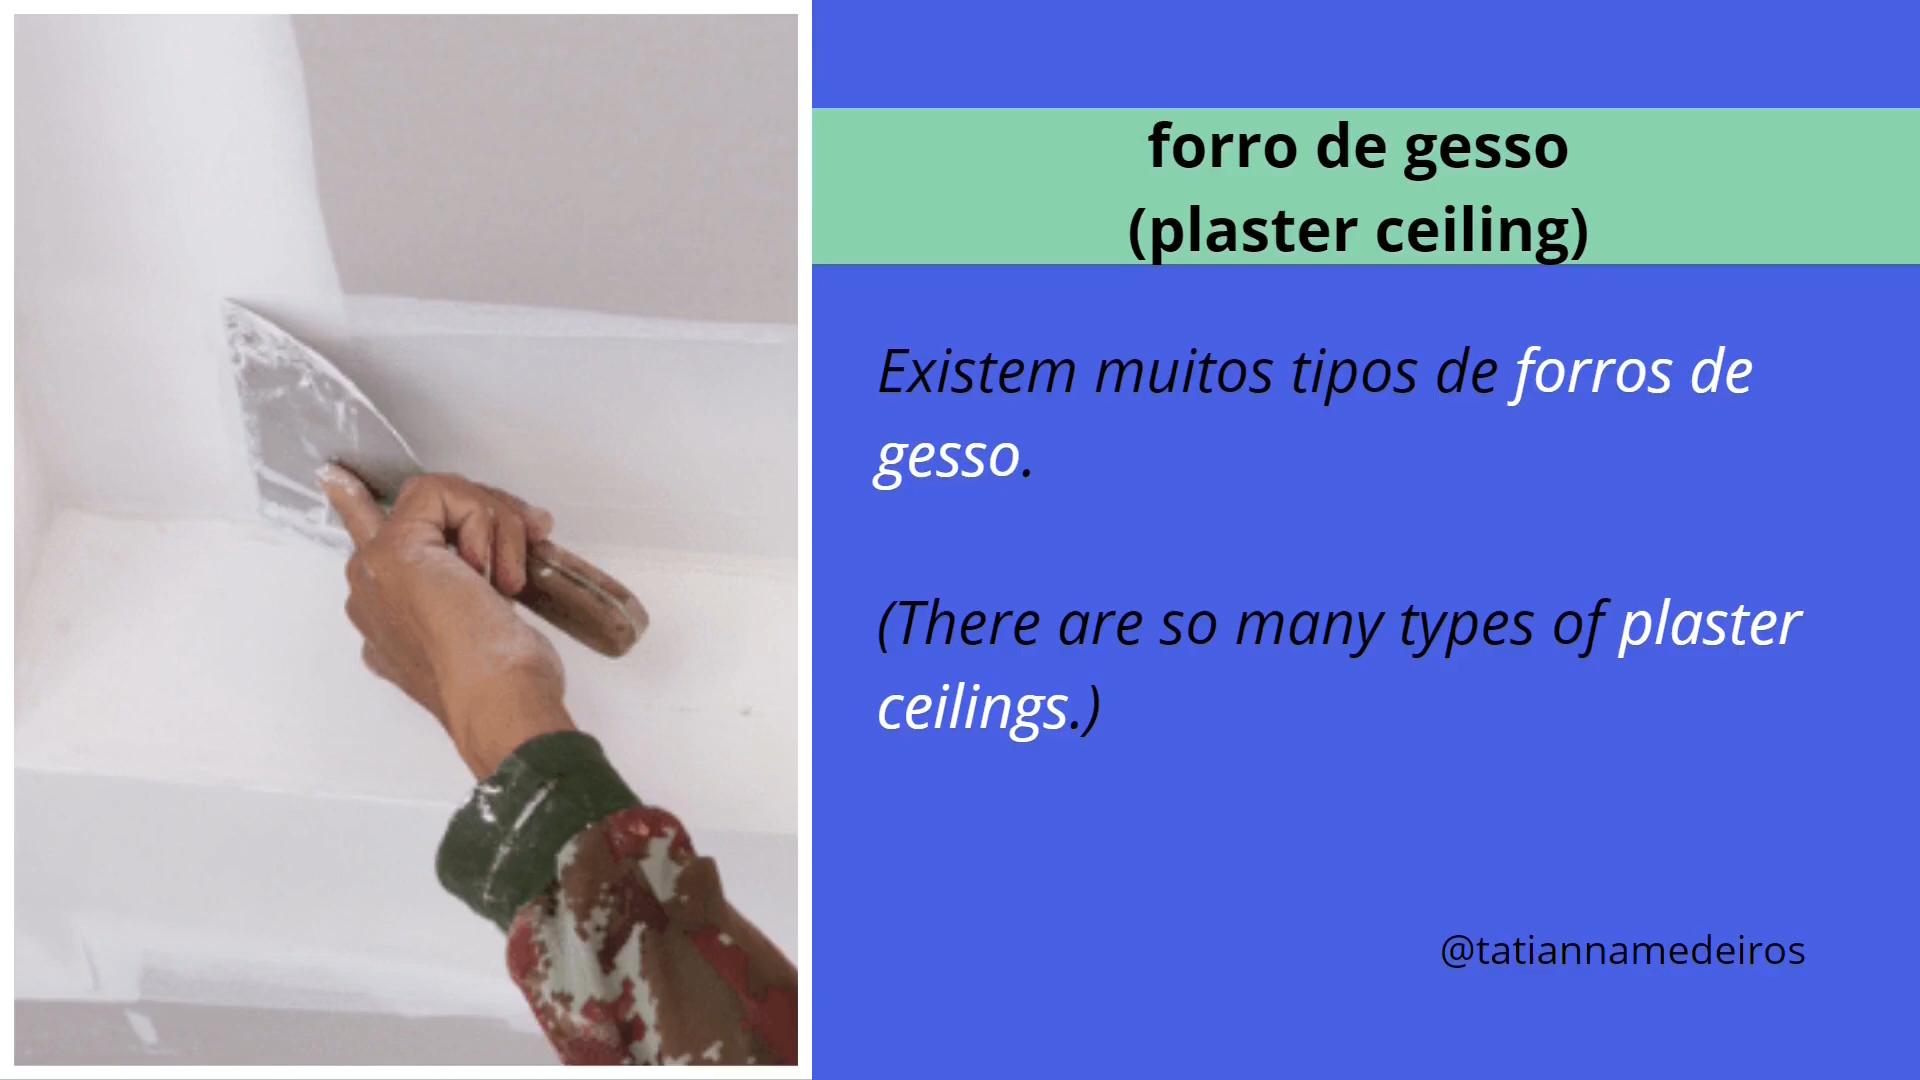 forro de gesso
(plaster ceiling)
Existem muitos tipos de forros de
gesso.
(There are so many types of plaster
ceilings.)
@tatiannamedeiros